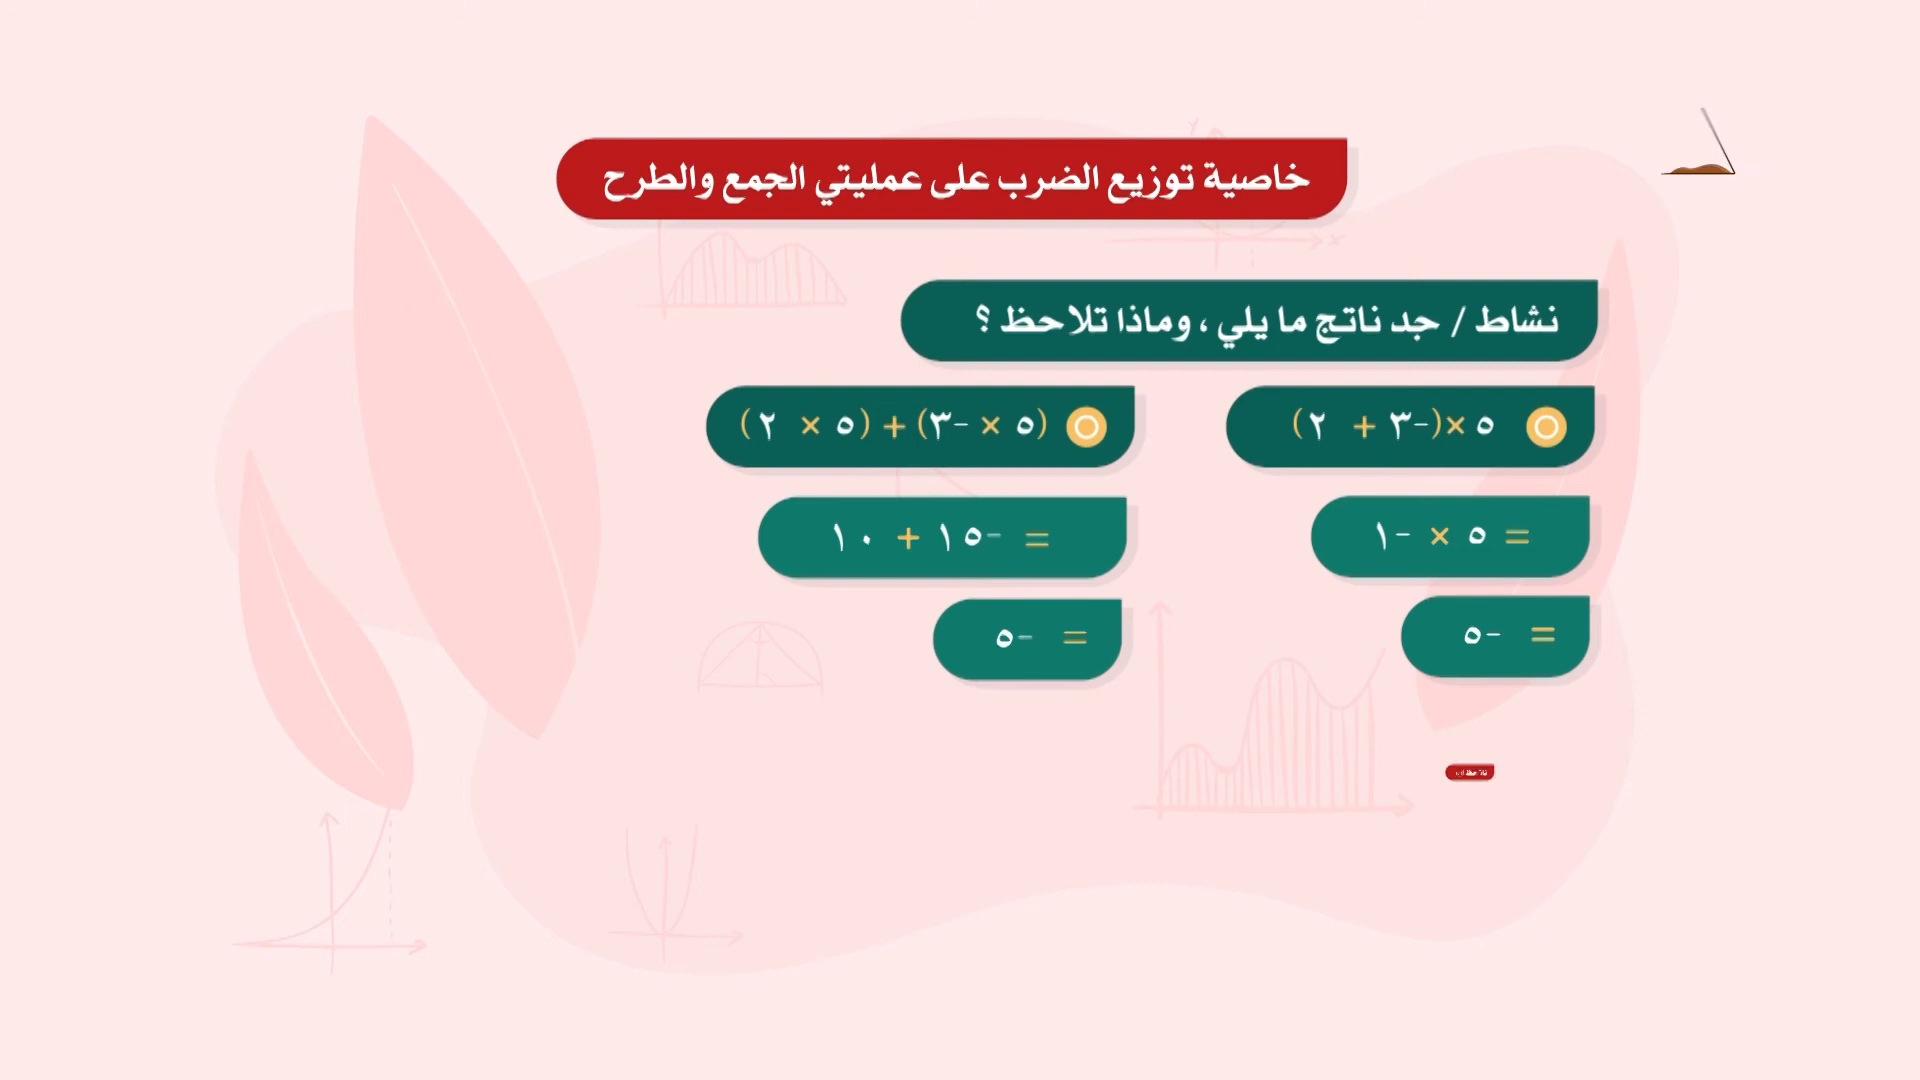 خاصية توزيع الضرب على عمليتي الجمع والطرح
نشاط / جد ناتج ما يلي ، وماذا تلاحظ ؟
٥ ×(-٣ + ٢)
= ٥ × -١
= -٥
(٥ × -٣) + (٥ × ٢)
= -١٥ + ١٠
= -٥